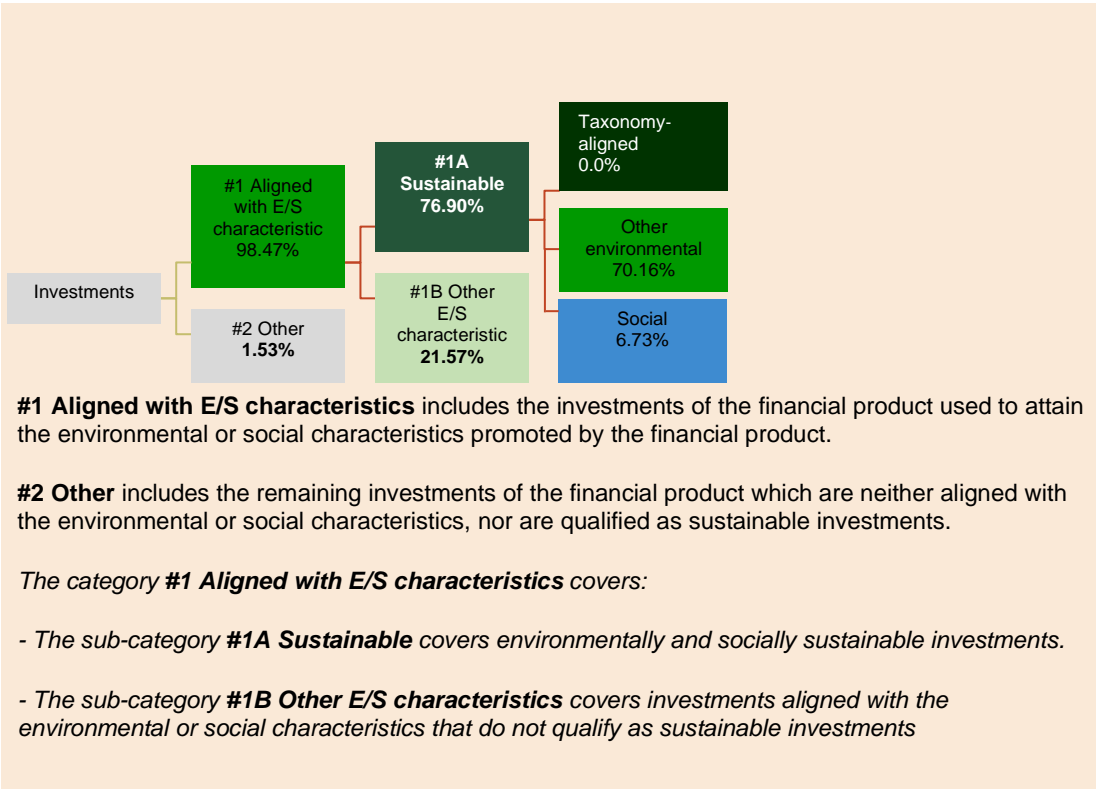 Investments
#1 Aligned
with E/S
characteristic
98.47%
#2 Other
1.53%
#1A
Sustainable
76.90%
#1B Other
E/S
characteristic
21.57%
Taxonomy-
aligned
0.0%
Other
environmental
70.16%
Social
6.73%
#1 Aligned with E/S characteristics includes the investments of the financial product used to attain
the environmental or social characteristics promoted by the financial product.
#2 Other includes the remaining investments of the financial product which are neither aligned with
the environmental or social characteristics, nor are qualified as sustainable investments.
The category #1 Aligned with E/S characteristics covers:
- The sub-category #1A Sustainable covers environmentally and socially sustainable investments.
- The sub-category #1B Other E/S characteristics covers investments aligned with the
environmental or social characteristics that do not qualify as sustainable investments